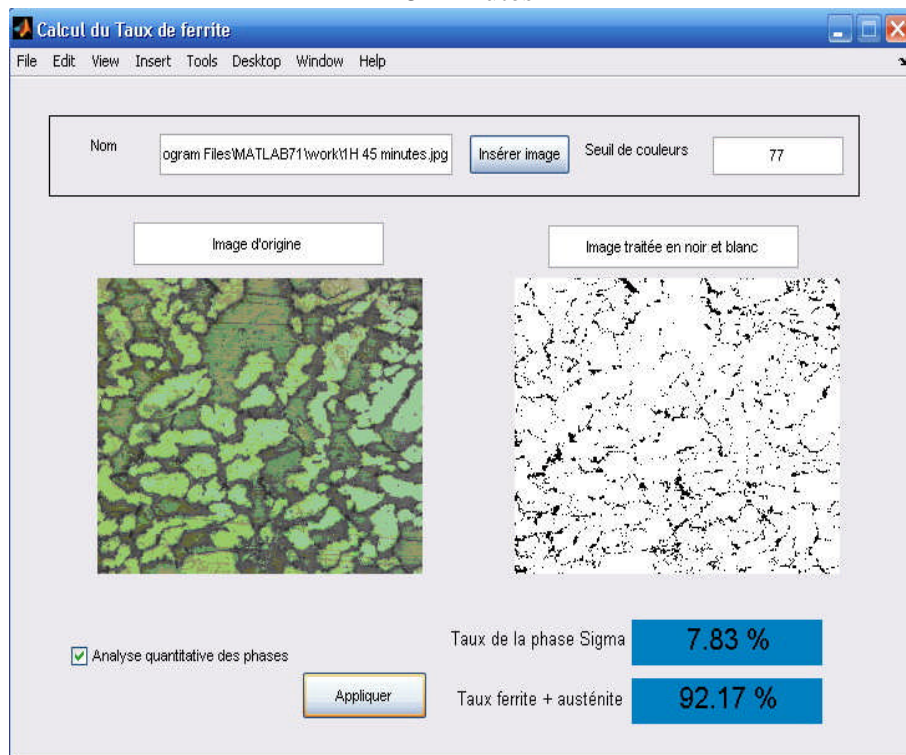 Calcul du Taux de ferrite
File Edit View Insert Tools Desktop Window Help
Nom ogram Files\MATLAB71\work\1H 45 minutes.jpg Insérer image Seuil de couleurs 77
Image d'origine Image traitée en noir et blanc
Taux de la phase Sigma 7.83 %
Analyse quantitative des phases
Appliquer Taux ferrite + austénite 92.17 %